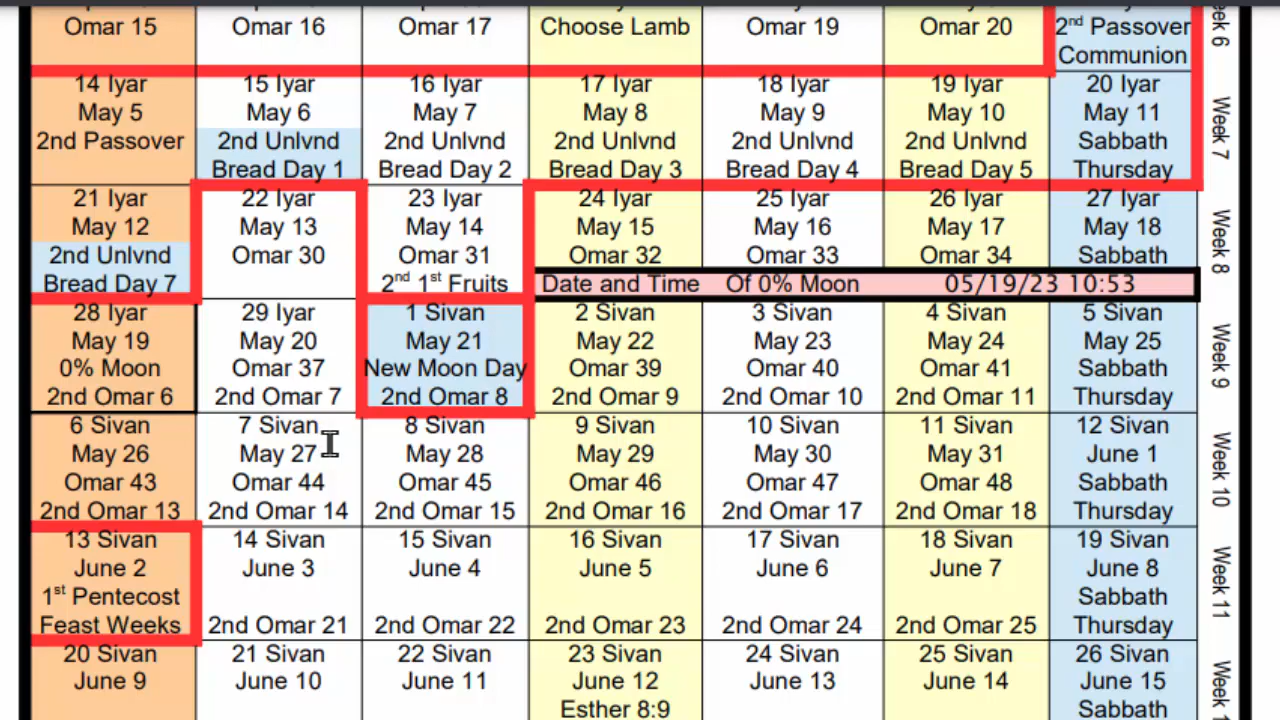 Omar 15 Omar 16 Omar 17 Choose Lamb Omar 19 Omar 20 2nd Passover
Communion
14 Iyar 15 Iyar 16 Iyar 17 Iyar 18 Iyar 19 Iyar 20 Iyar
May 5 May 6 May 7 May 8 May 9 May 10 May 11
2nd Passover 2nd Unlvnd 2nd Unlvnd 2nd Unlvnd 2nd Unlvnd 2nd Unlvnd Sabbath
Bread Day 1 Bread Day 2 Bread Day 3 Bread Day 4 Bread Day 5 Thursday
Week 7
21 Iyar 22 Iyar 23 Iyar 24 Iyar 25 Iyar 26 Iyar 27 Iyar
May 12 May 13 May 14 May 15 May 16 May 17 May 18
2nd Unlvnd Omar 30 Omar 31 Omar 32 Omar 33 Omar 34 Sabbath
Bread Day 7 2nd 1st Fruits Date and Time Of 0% Moon 05/19/23 10:53
Week 8
28 Iyar 29 Iyar 1 Sivan 2 Sivan 3 Sivan 4 Sivan 5 Sivan
May 19 May 20 May 21 May 22 May 23 May 24 May 25
0% Moon Omar 37 New Moon Day Omar 39 Omar 40 Omar 41 Sabbath
2nd Omar 6 2nd Omar 7 2nd Omar 8 2nd Omar 9 2nd Omar 10 2nd Omar 11 Thursday
Week 9
6 Sivan 7 Sivan 8 Sivan 9 Sivan 10 Sivan 11 Sivan 12 Sivan
May 26 May 27 May 28 May 29 May 30 May 31 June 1
Omar 43 Omar 44 Omar 45 Omar 46 Omar 47 Omar 48 Sabbath
2nd Omar 13 2nd Omar 14 2nd Omar 15 2nd Omar 16 2nd Omar 17 2nd Omar 18 Thursday
Week 10
13 Sivan 14 Sivan 15 Sivan 16 Sivan 17 Sivan 18 Sivan 19 Sivan
June 2 June 3 June 4 June 5 June 6 June 7 June 8
1st Pentecost Sabbath
Feast Weeks 2nd Omar 21 2nd Omar 22 2nd Omar 23 2nd Omar 24 2nd Omar 25 Thursday
Week 11
20 Sivan 21 Sivan 22 Sivan 23 Sivan 24 Sivan 25 Sivan 26 Sivan
June 9 June 10 June 11 June 12 June 13 June 14 June 15
Esther 8:9 Sabbath